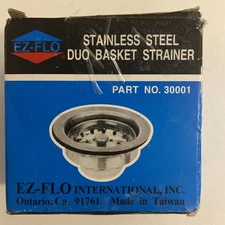 EZ-FLO
STAINLESS STEEL
DUO BASKET STRAINER
PART NO. 30001
EZ-FLO INTERNATIONAL, INC.
Ontario, Ca. 91761 Made in Taiwan